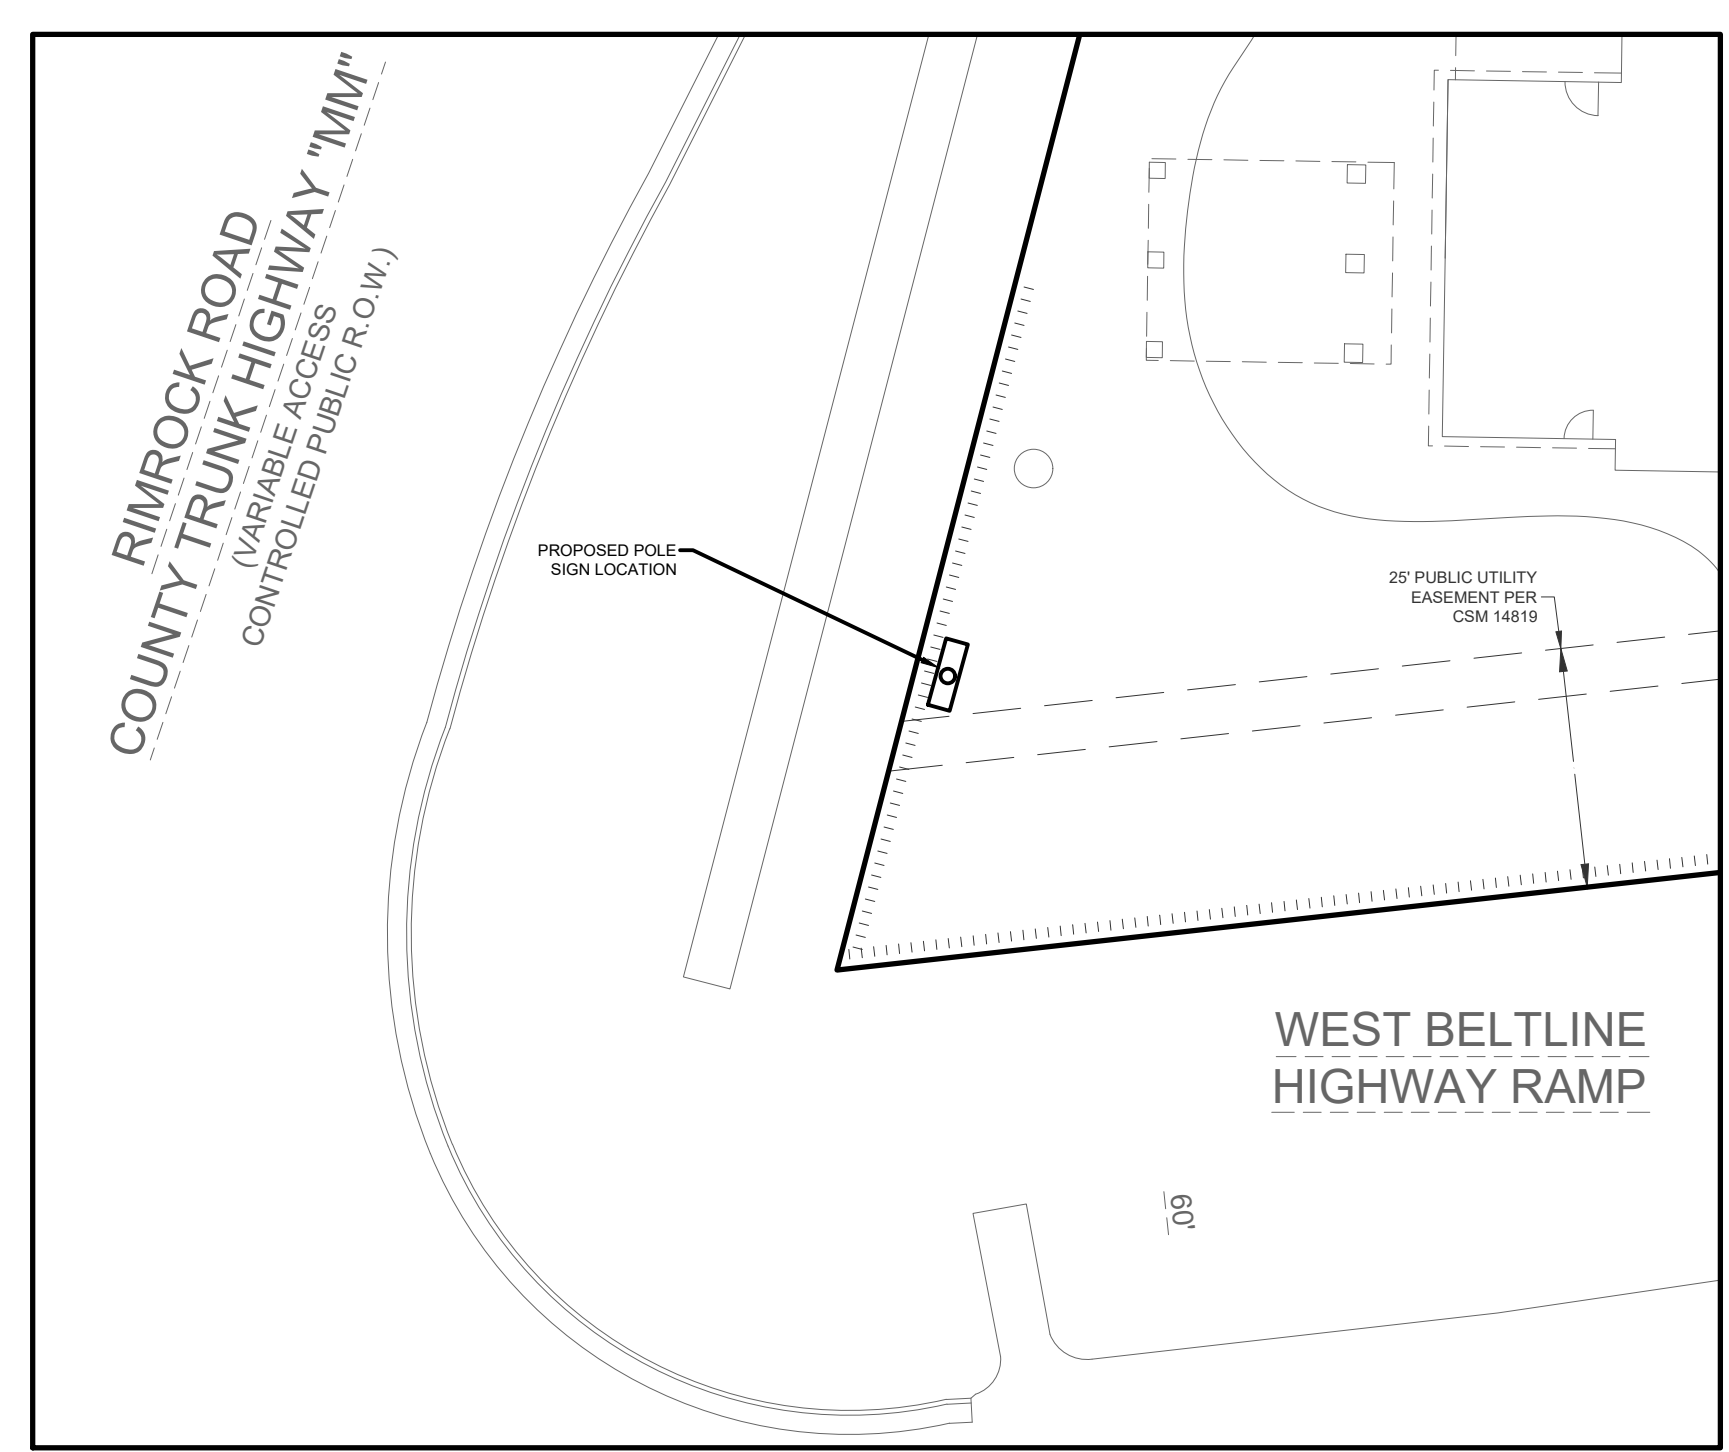 RIMROCK ROAD
COUNTY TRUNK HIGHWAY "MM"
(VARIABLE ACCESS
CONTROLLED PUBLIC R.O.W.)
PROPOSED POLE
SIGN LOCATION
25' PUBLIC UTILITY
EASEMENT PER
CSM 14819
WEST BELTLINE
HIGHWAY RAMP
60'